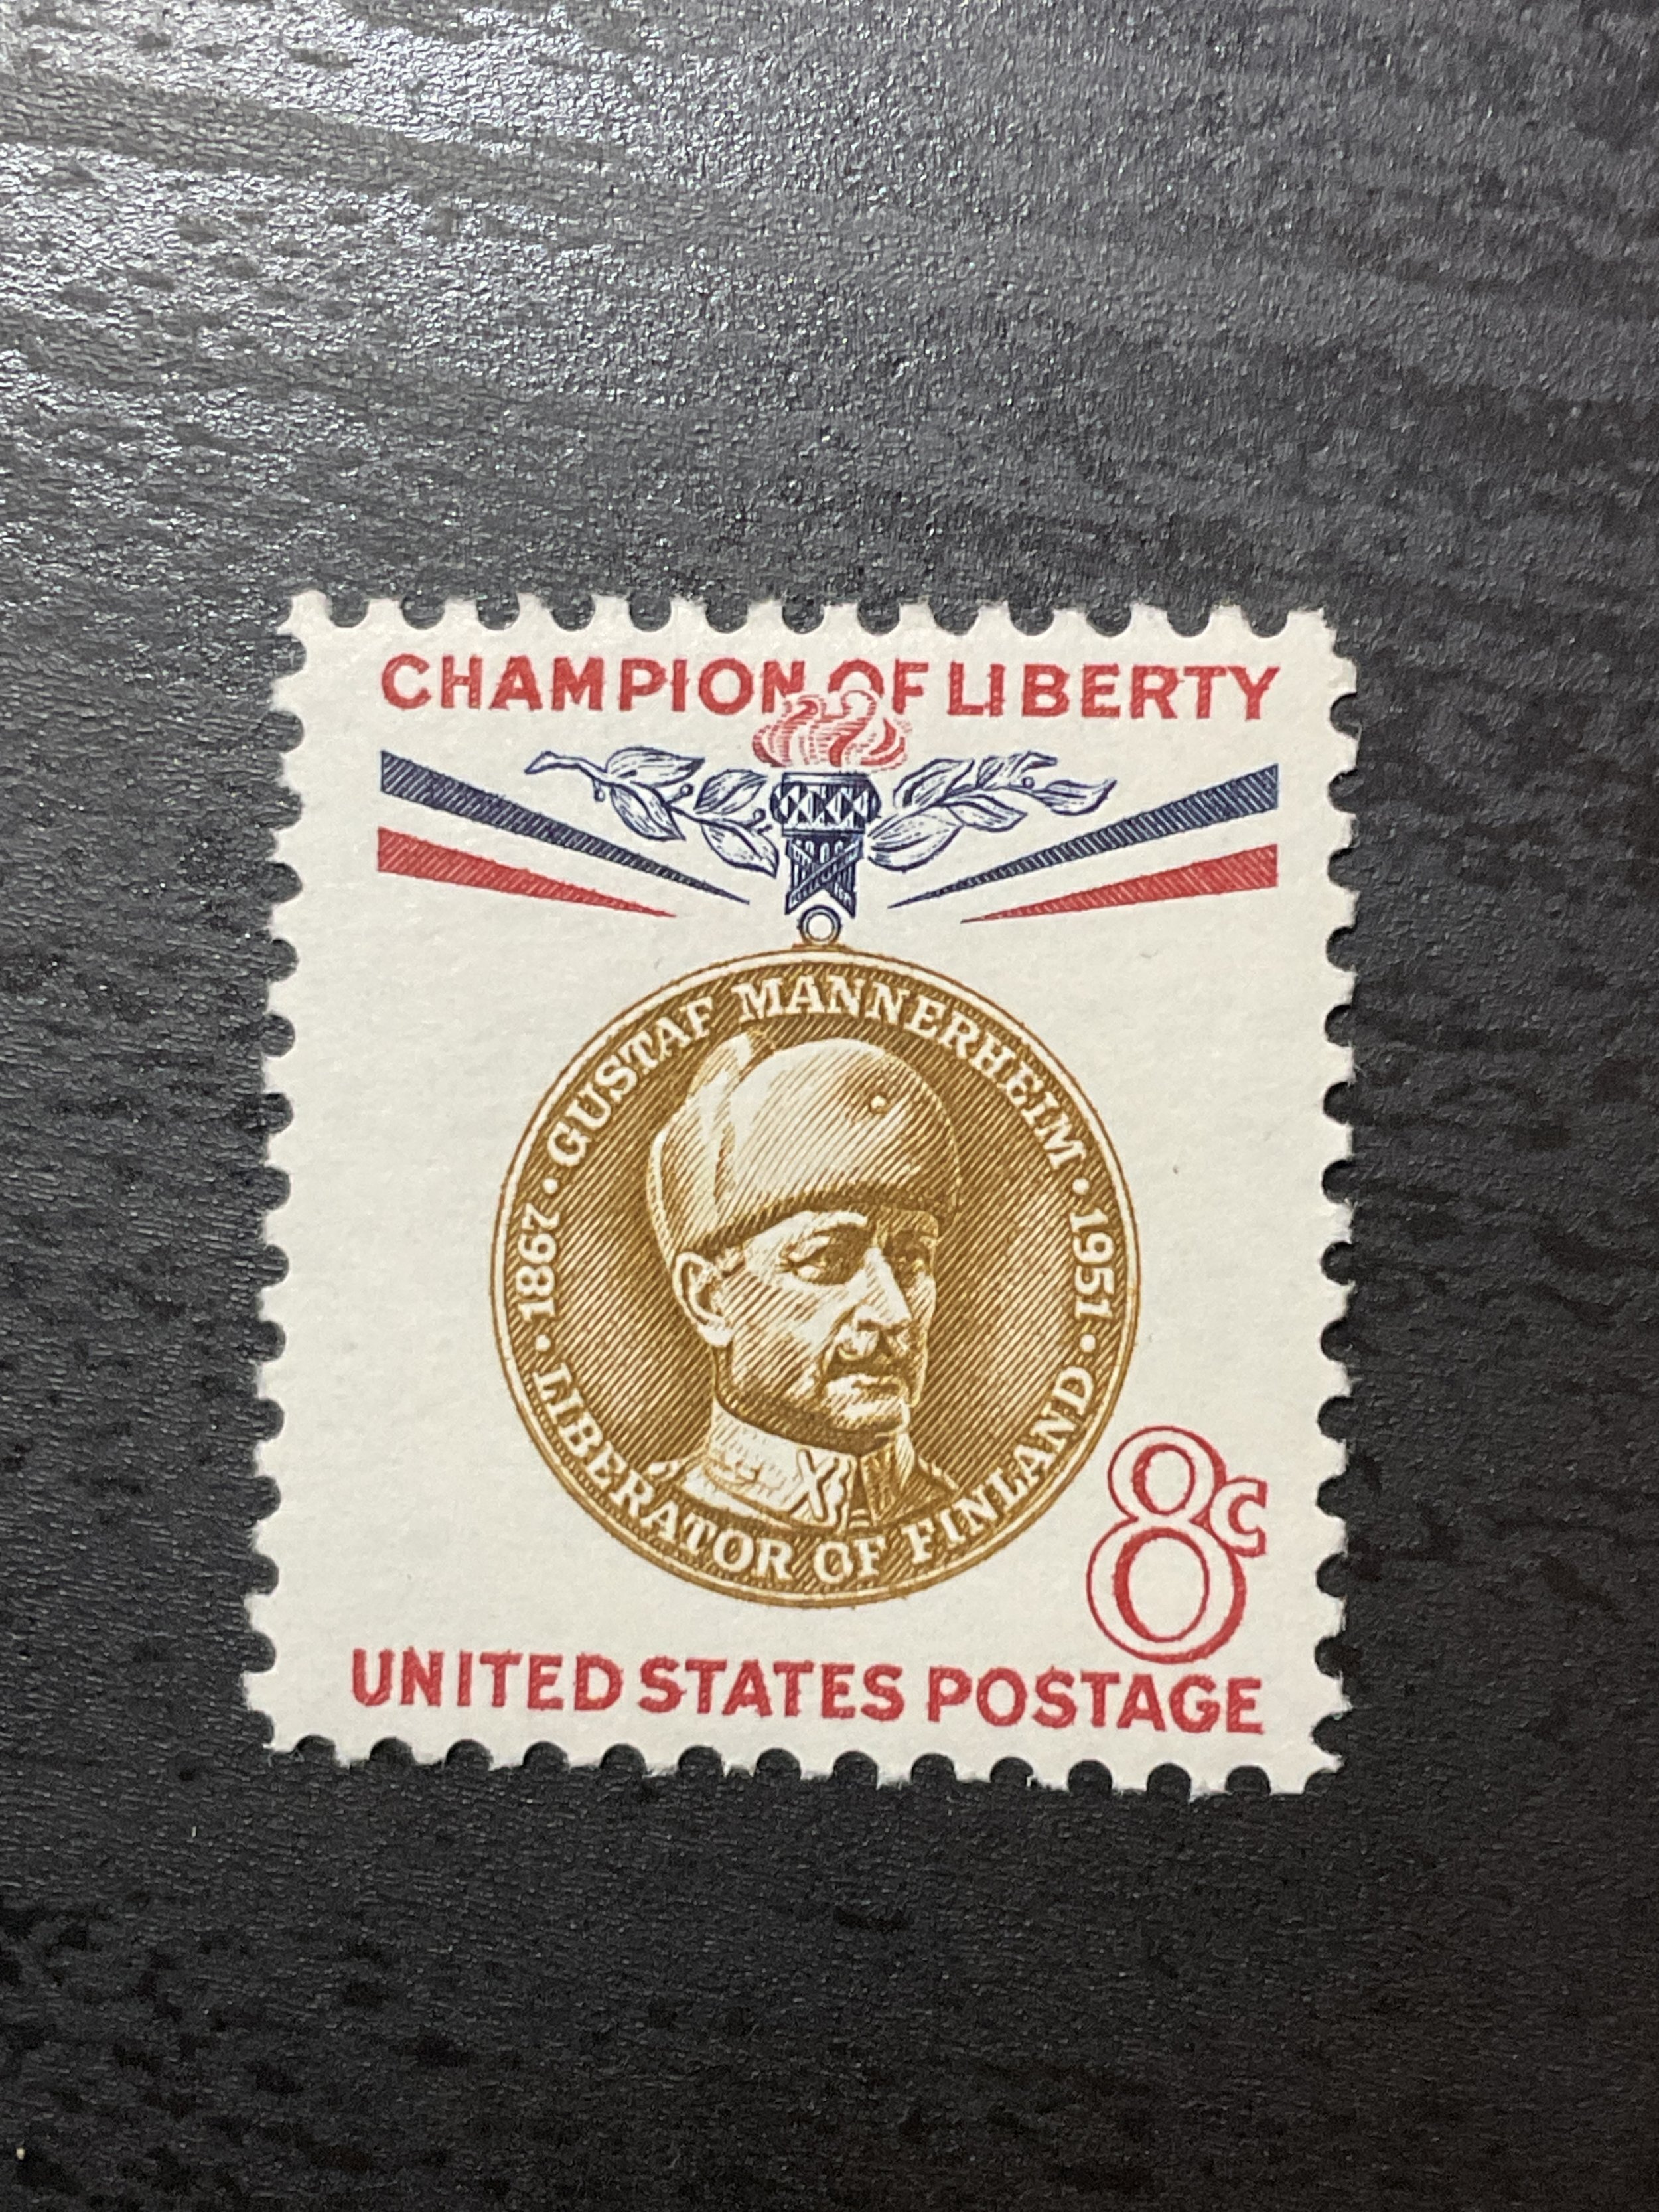 CHAMPION OF LIBERTY
1867 · GUSTAF MANNERHEIM · 1951
LIBERATOR OF FINLAND
8c
UNITED STATES POSTAGE